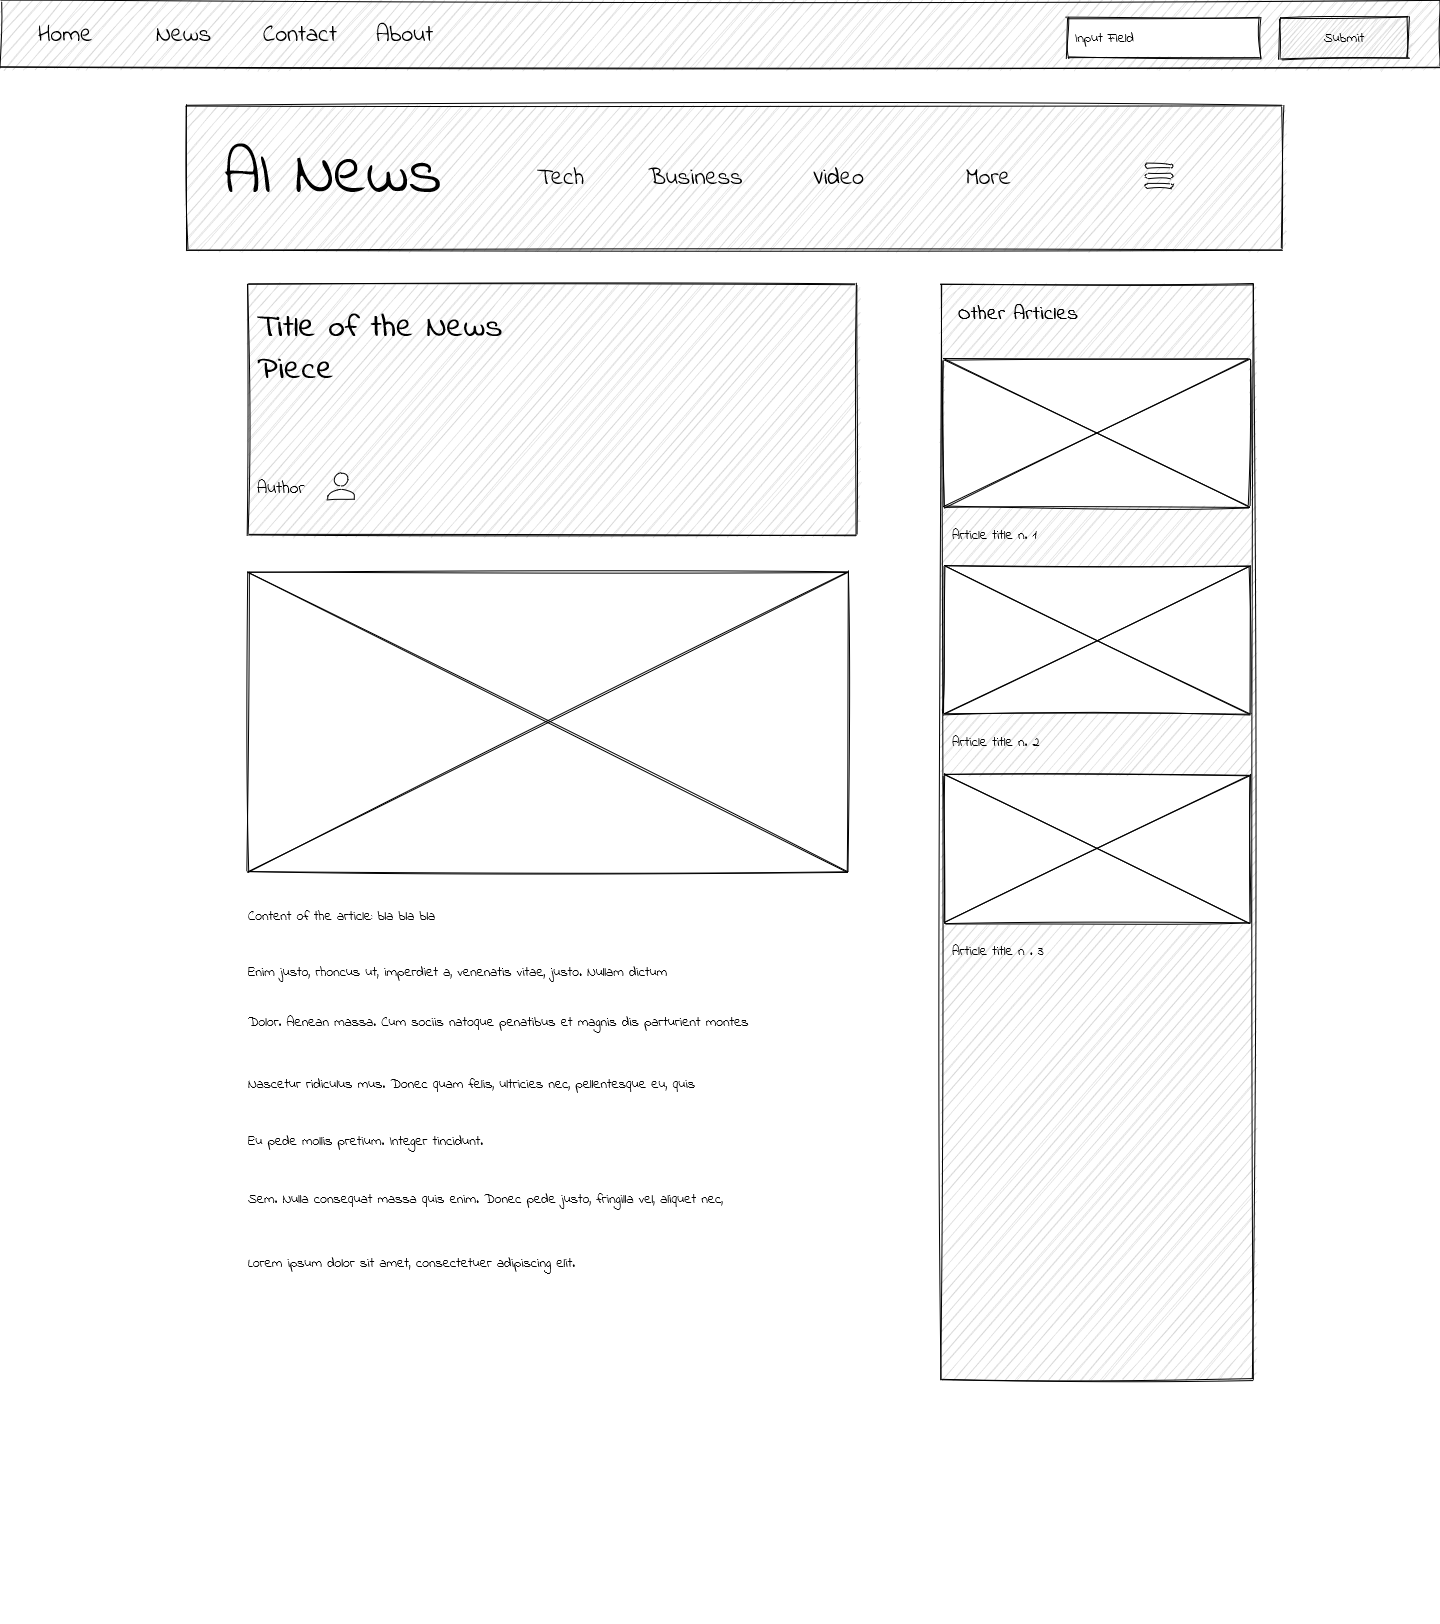 Home News Contact About Input Field Submit
AI News Tech Business Video More
Title of the News
Piece
Author
Content of the article: bla bla bla
Enim justo, rhoncus ut, imperdiet a, venenatis vitae, justo. Nullam dictum
Dolor. Aenean massa. Cum sociis natoque penatibus et magnis dis parturient montes
Nascetur ridiculus mus. Donec quam felis, ultricies nec, pellentesque eu, quis
Eu pede mollis pretium. Integer tincidunt.
Sem. Nulla consequat massa quis enim. Donec pede justo, fringilla vel, aliquet nec,
Lorem ipsum dolor sit amet, consectetuer adipiscing elit.
Other Articles
Article title n. 1
Article title n. 2
Article title n . 3